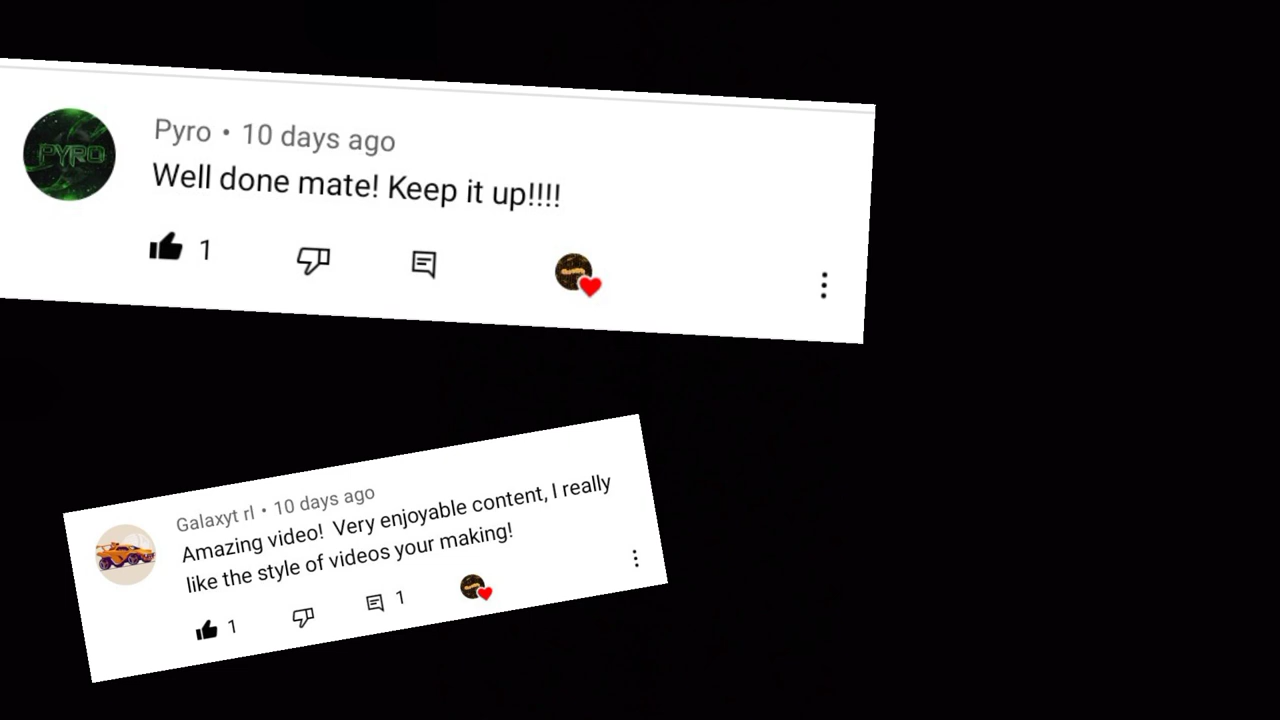 Pyro • 10 days ago
PYRO
Well done mate! Keep it up!!!!
1
Galaxyt rl • 10 days ago
Amazing video!  Very enjoyable content, I really
like the style of videos your making!
1 1